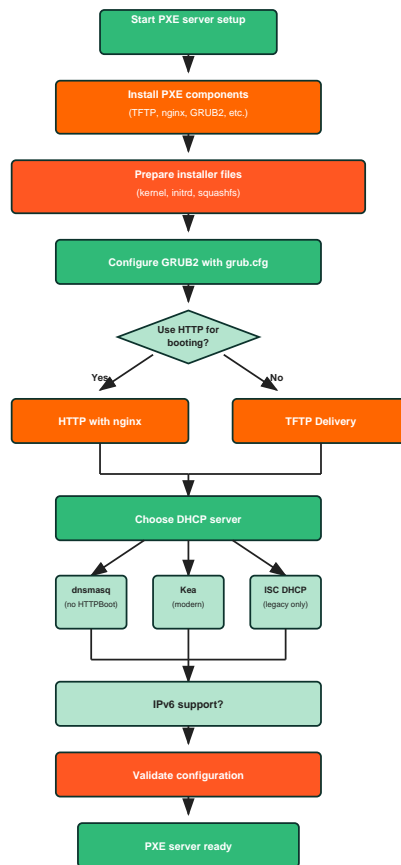 Start PXE server setup
Install PXE components
(TFTP, nginx, GRUB2, etc.)
Prepare installer files
(kernel, initrd, squashfs)
Configure GRUB2 with grub.cfg
Use HTTP for
booting?
Yes
No
HTTP with nginx
TFTP Delivery
Choose DHCP server
dnsmasq
(no HTTPBoot)
Kea
(modern)
ISC DHCP
(legacy only)
IPv6 support?
Validate configuration
PXE server ready